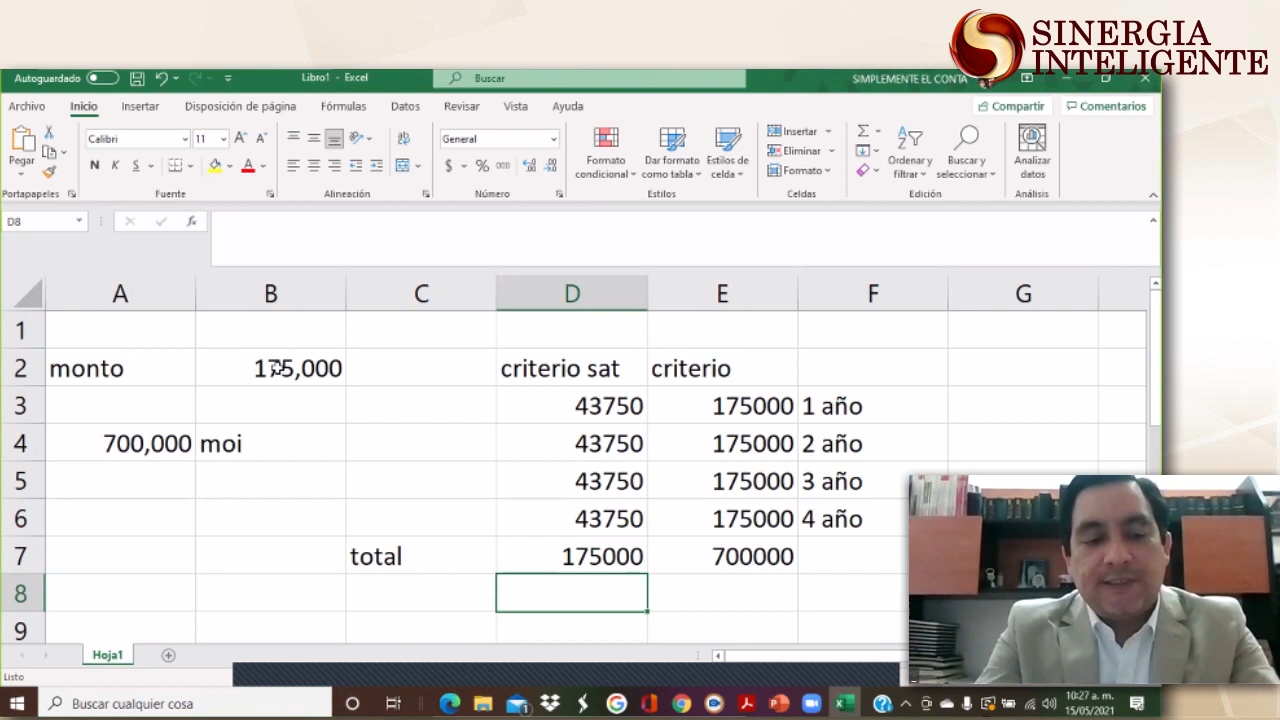 SINERGIA
INTELIGENTE
Autoguardado
Libro1 - Excel
Buscar
SIMPLEMENTE EL CONTA
Archivo
Inicio
Insertar
Disposición de página
Fórmulas
Datos
Revisar
Vista
Ayuda
Compartir
Comentarios
Pegar
Calibri
11
General
N K S
Formato
condicional
Dar formato
como tabla
Estilos de
celda
Insertar
Eliminar
Formato
Ordenar y
filtrar
Buscar y
seleccionar
Analizar
datos
Portapapeles
Fuente
Alineación
Número
Estilos
Celdas
Edición
Análisis
D8
fx
A B C D E F G
1
2 monto 175,000 criterio sat criterio
3 43750 175000 1 año
4 700,000 moi 43750 175000 2 año
5 43750 175000 3 año
6 43750 175000 4 año
7 total 175000 700000
8
9
Hoja1
Listo
Buscar cualquier cosa
10:27 a. m.
15/05/2021